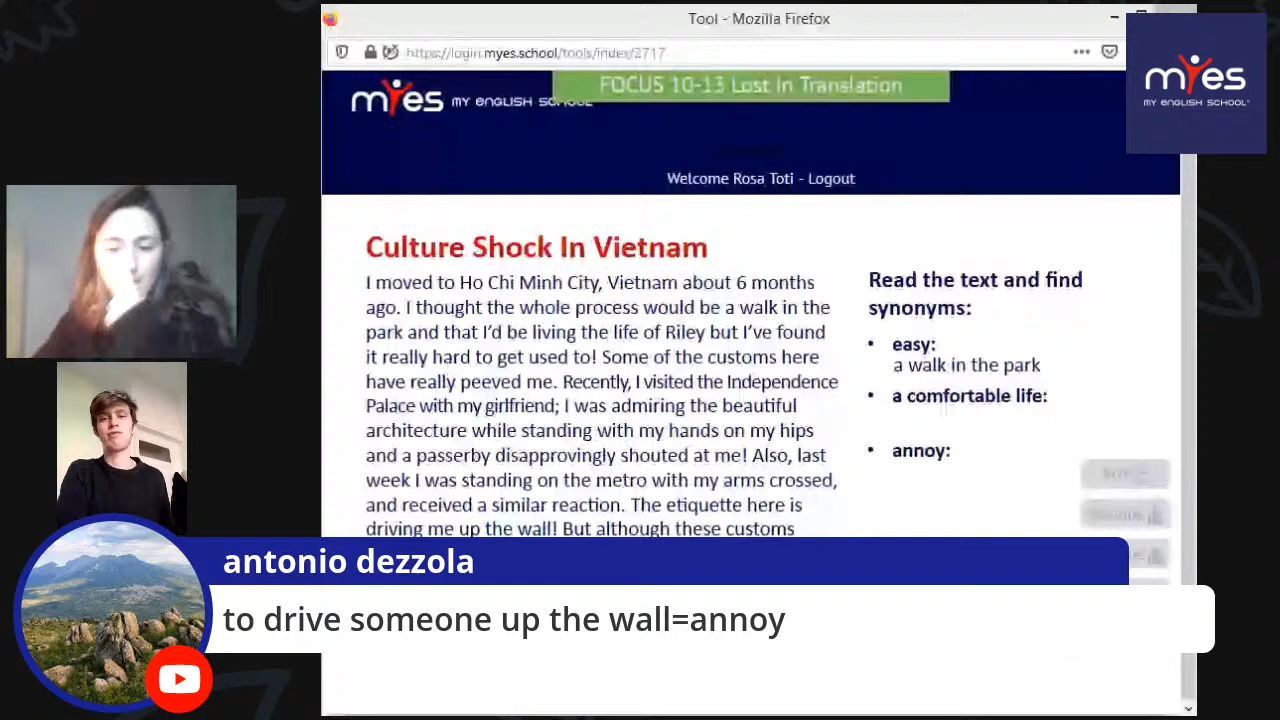 Tool - Mozilla Firefox
https://login.myes.school/tools/index/2717
FOCUS 10-13 Lost In Translation
myes MY ENGLISH SCHOOL
myes
MY ENGLISH SCHOOL
Welcome Rosa Toti - Logout
Culture Shock In Vietnam
I moved to Ho Chi Minh City, Vietnam about 6 months
ago. I thought the whole process would be a walk in the
park and that I'd be living the life of Riley but I've found
it really hard to get used to! Some of the customs here
have really peeved me. Recently, I visited the Independence
Palace with my girlfriend; I was admiring the beautiful
architecture while standing with my hands on my hips
and a passerby disapprovingly shouted at me! Also, last
week I was standing on the metro with my arms crossed,
and received a similar reaction. The etiquette here is
driving me up the wall! But although these customs
Read the text and find
synonyms:
• easy:
a walk in the park
• a comfortable life:
• annoy:
antonio dezzola
to drive someone up the wall=annoy